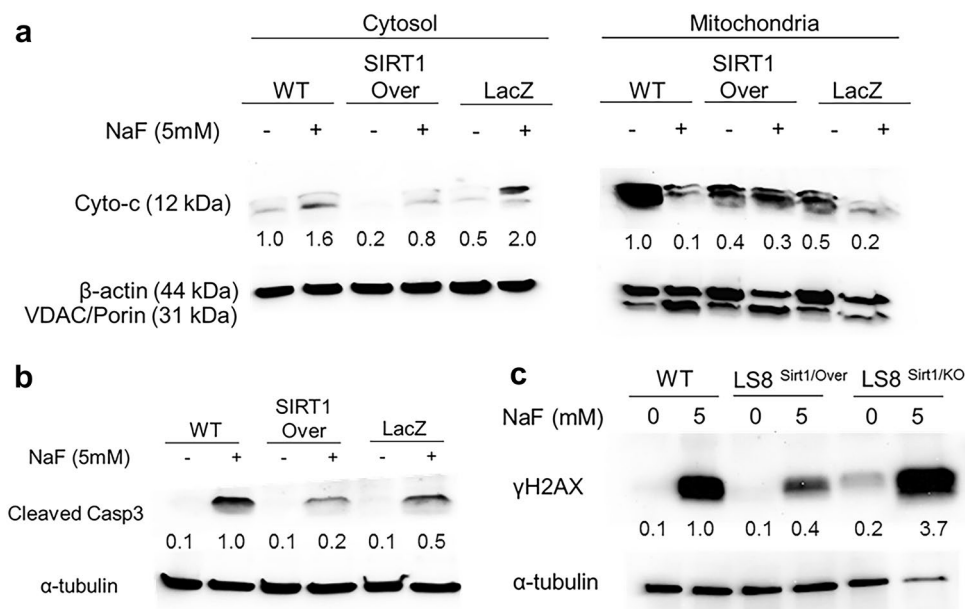 a
Cytosol Mitochondria
SIRT1 SIRT1
WT Over LacZ WT Over LacZ
NaF (5mM) - + - + - + - + - + - +
Cyto-c (12 kDa)
1.0 1.6 0.2 0.8 0.5 2.0 1.0 0.1 0.4 0.3 0.5 0.2
β-actin (44 kDa)
VDAC/Porin (31 kDa)
b
SIRT1
WT Over LacZ
NaF (5mM) - + - + - +
Cleaved Casp3
0.1 1.0 0.1 0.2 0.1 0.5
α-tubulin
c
WT LS8 Sirt1/Over LS8 Sirt1/KO
NaF (mM) 0 5 0 5 0 5
γH2AX
0.1 1.0 0.1 0.4 0.2 3.7
α-tubulin